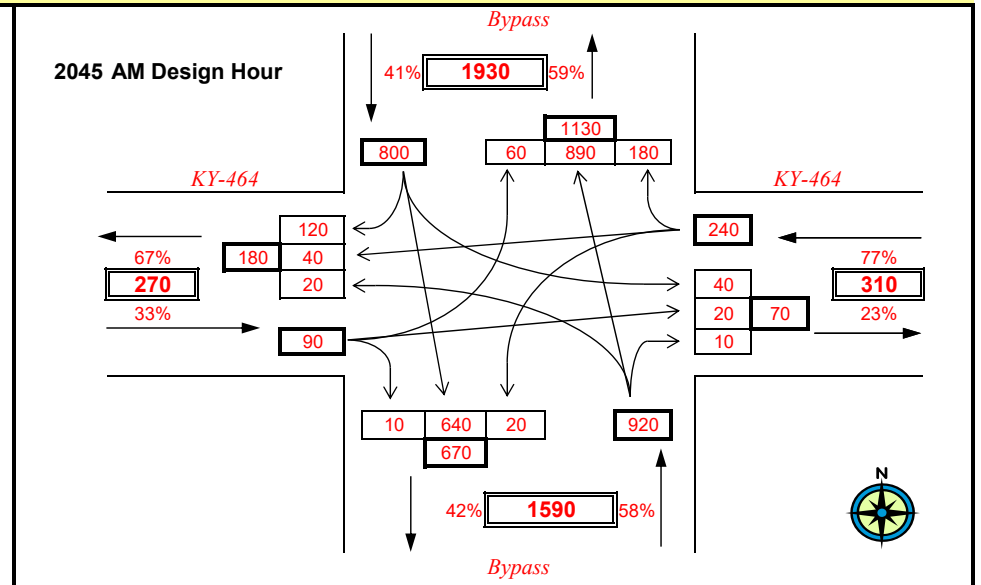 Bypass
2045 AM Design Hour
41% 1930 59%
1130
800 60 890 180
KY-464 KY-464
120 240
67% 180 40 77%
270 20 40 310
33% 20 70 23%
90 10
10 640 20 920
670
N
42% 1590 58%
Bypass